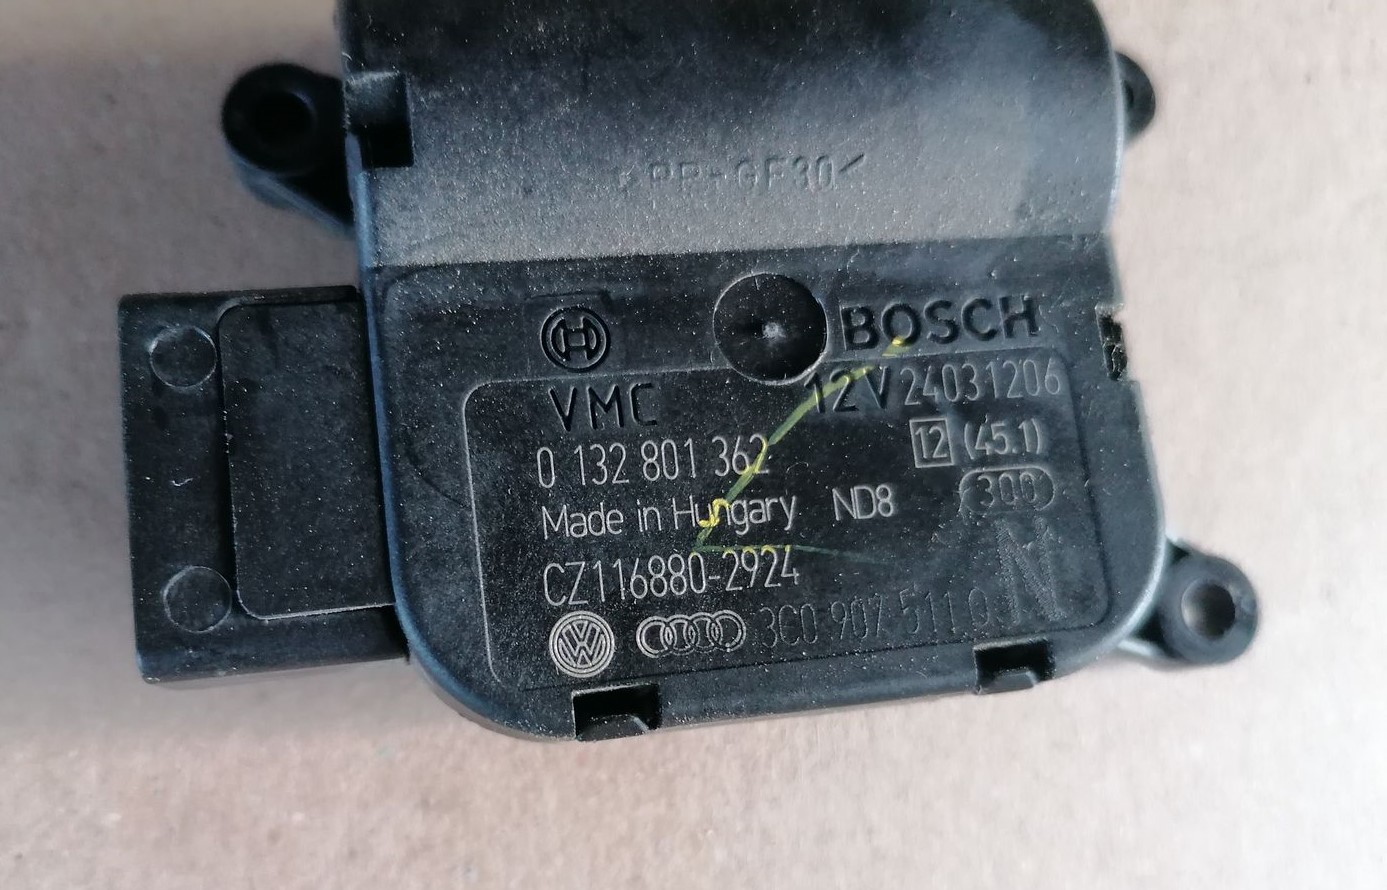 >PP-GF30<
BOSCH
VMC 12V 24031206
0 132 801 362 12 (45.1)
Made in Hungary ND8 300
CZ116880-2924 N
3C0 907 511 Q